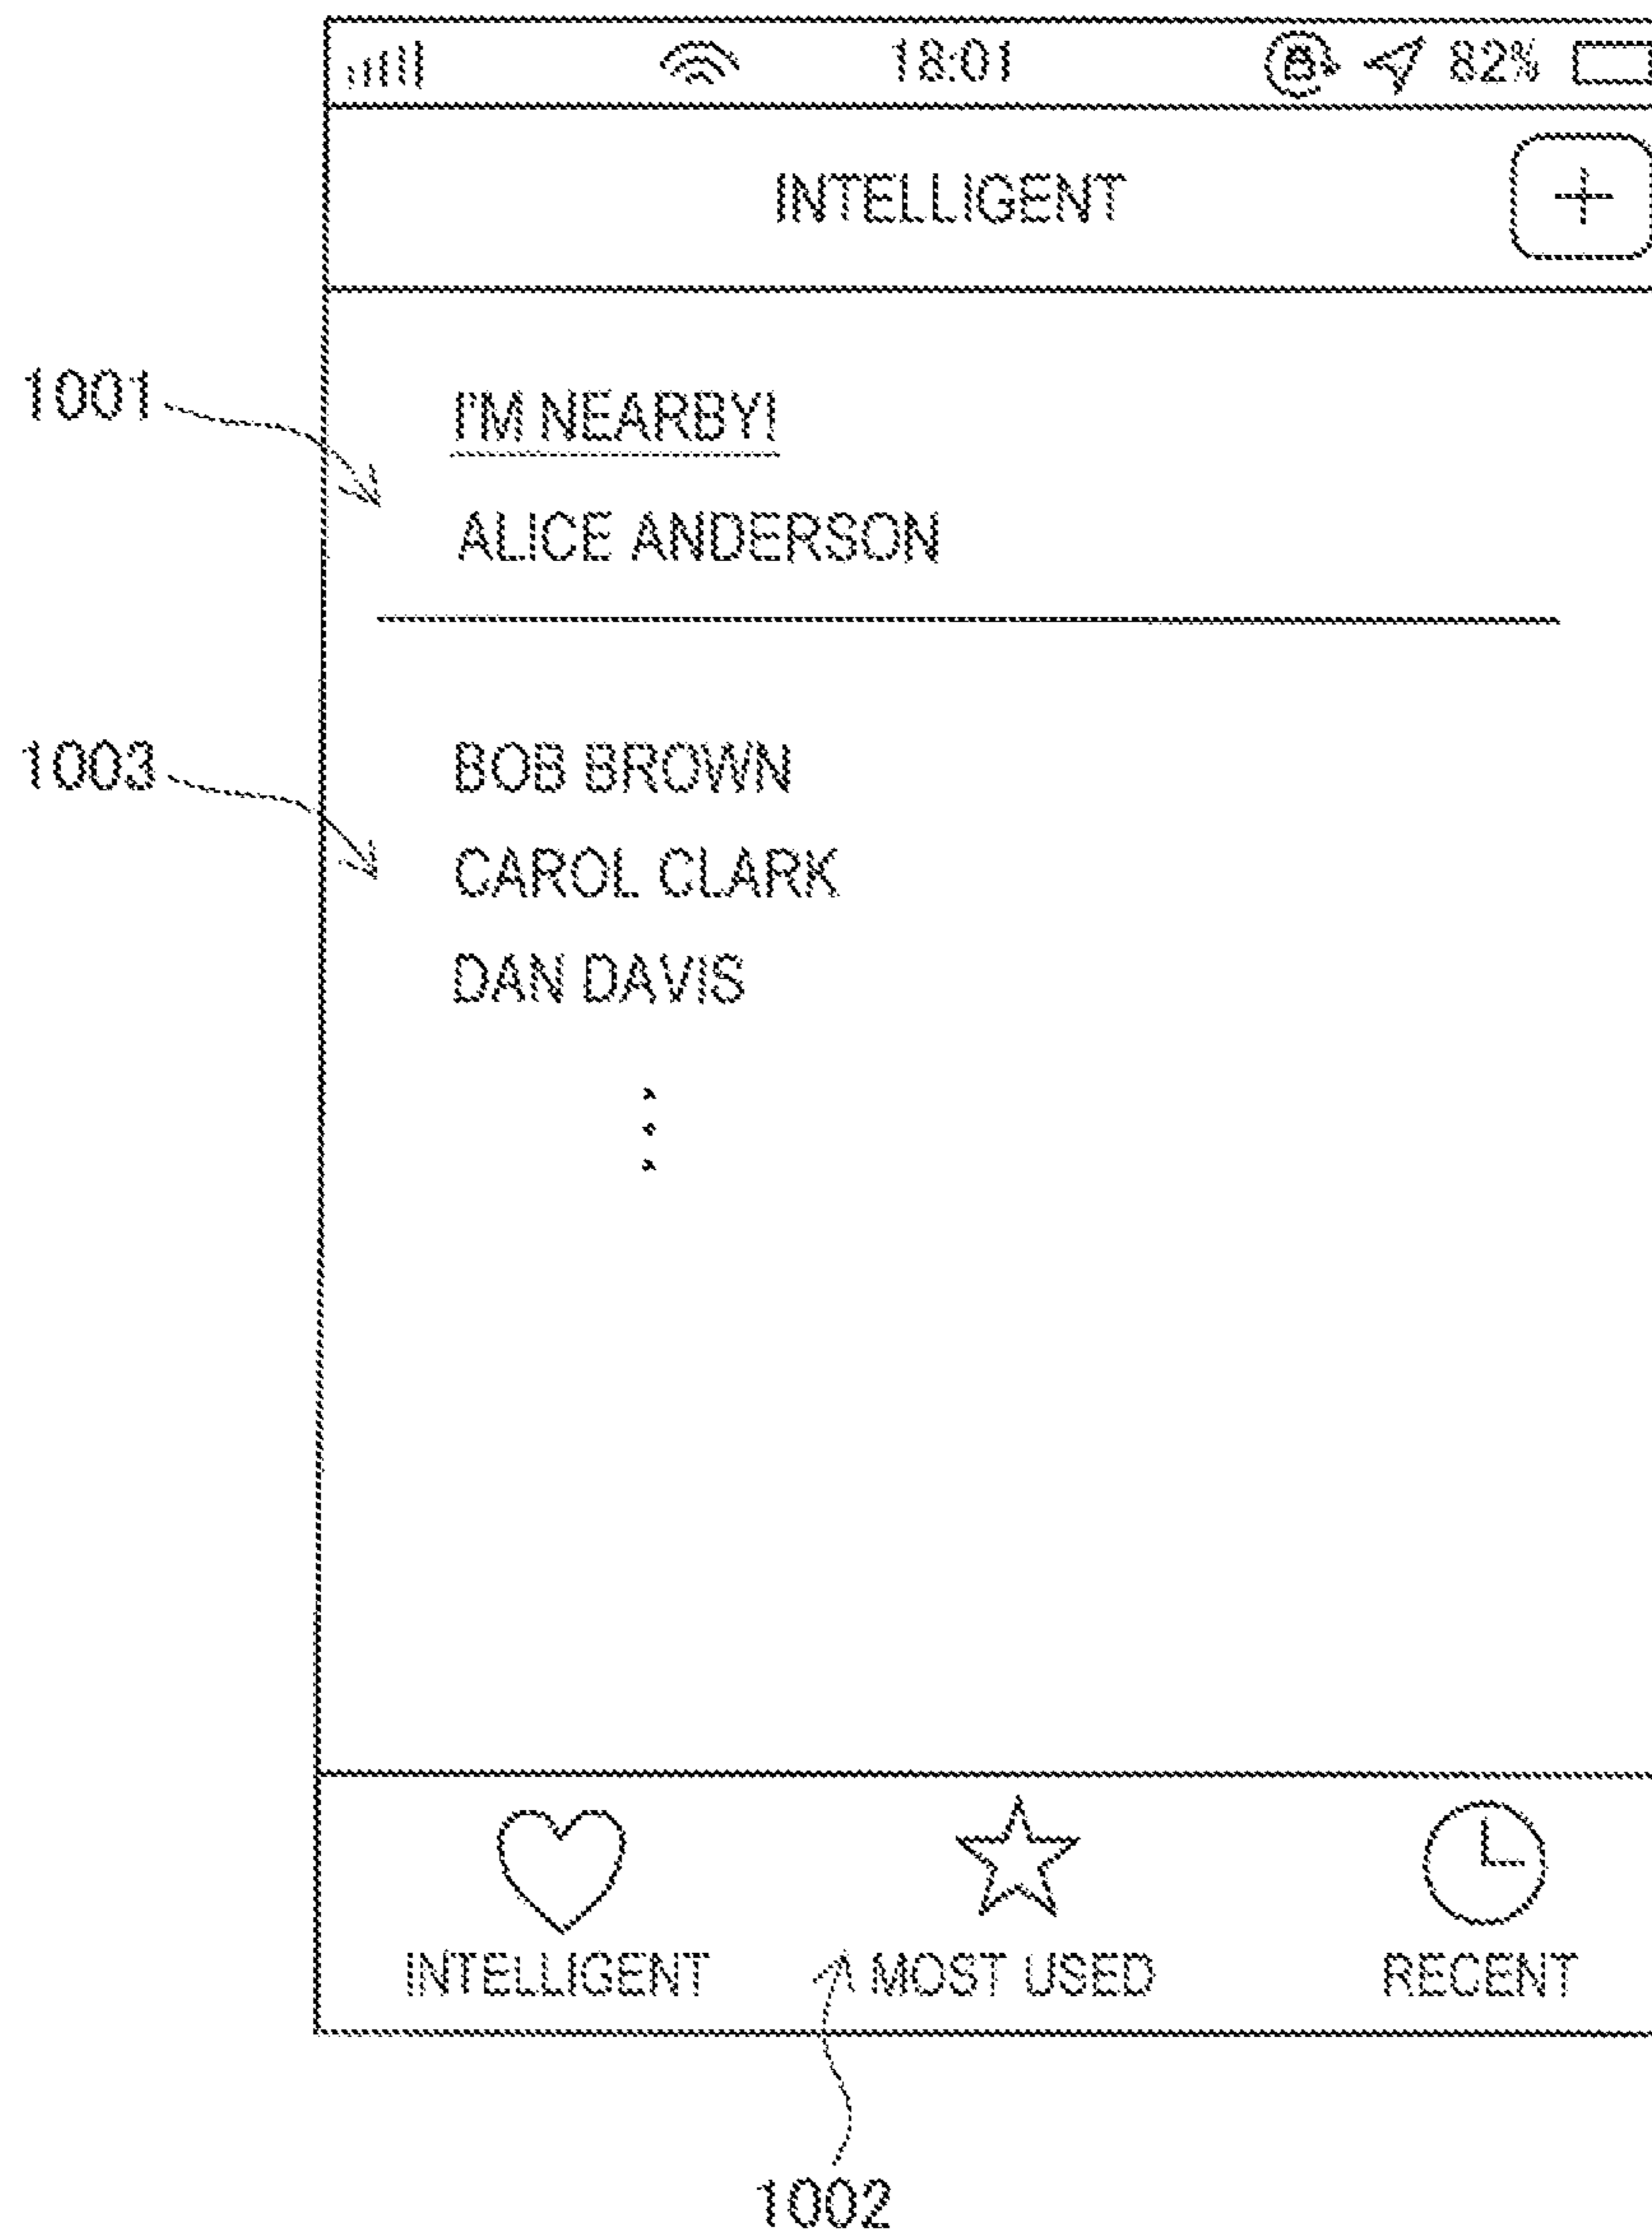 18:01 82%
INTELLIGENT +
1001
I'M NEARBY!
ALICE ANDERSON
1003
BOB BROWN
CAROL CLARK
DAN DAVIS
INTELLIGENT MOST USED RECENT
1002